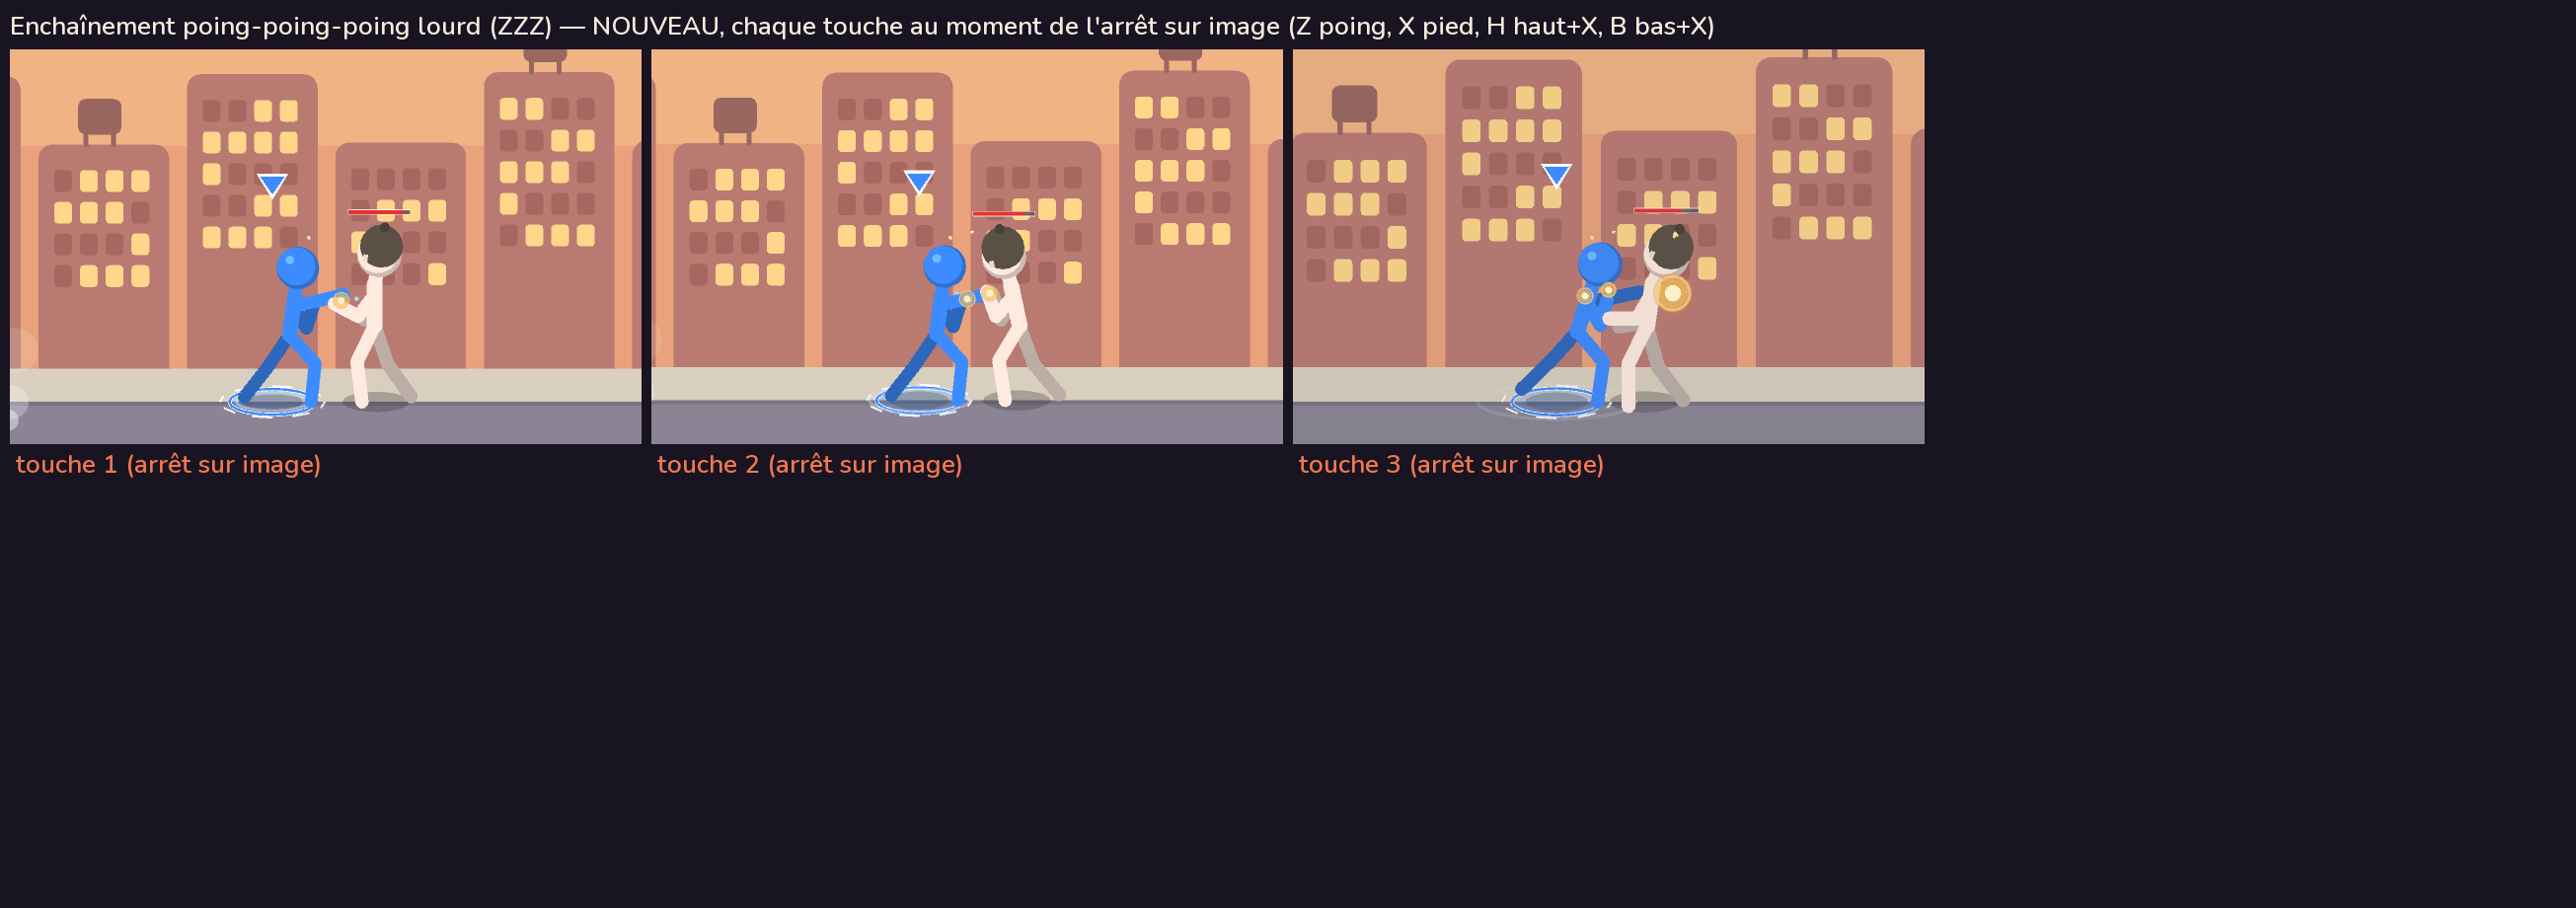 Enchaînement poing-poing-poing lourd (ZZZ) — NOUVEAU, chaque touche au moment de l'arrêt sur image (Z poing, X pied, H haut+X, B bas+X)
touche 1 (arrêt sur image)
touche 2 (arrêt sur image)
touche 3 (arrêt sur image)